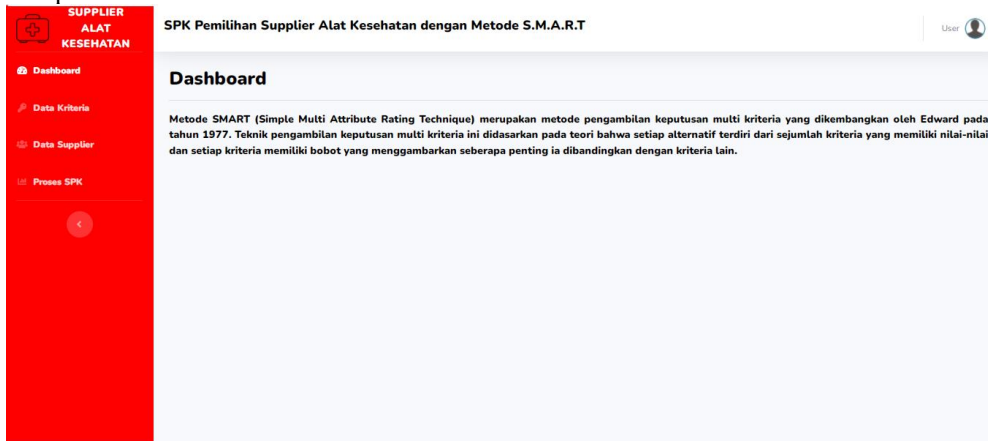 SUPPLIER
ALAT
KESEHATAN
SPK Pemilihan Supplier Alat Kesehatan dengan Metode S.M.A.R.T
User
Dashboard
Data Kriteria
Data Supplier
Proses SPK
Dashboard
Metode SMART (Simple Multi Attribute Rating Technique) merupakan metode pengambilan keputusan multi kriteria yang dikembangkan oleh Edward pada
tahun 1977. Teknik pengambilan keputusan multi kriteria ini didasarkan pada teori bahwa setiap alternatif terdiri dari sejumlah kriteria yang memiliki nilai-nilai
dan setiap kriteria memiliki bobot yang menggambarkan seberapa penting ia dibandingkan dengan kriteria lain.